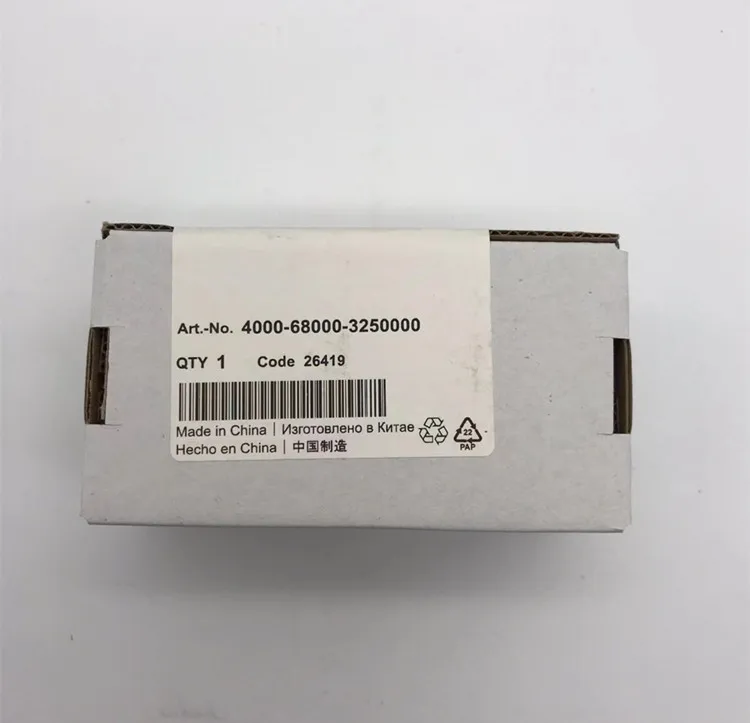 Art.-No. 4000-68000-3250000
QTY 1 Code 26419
Made in China | Изготовлено в Китае
Hecho en China | 中国制造
22
PAP